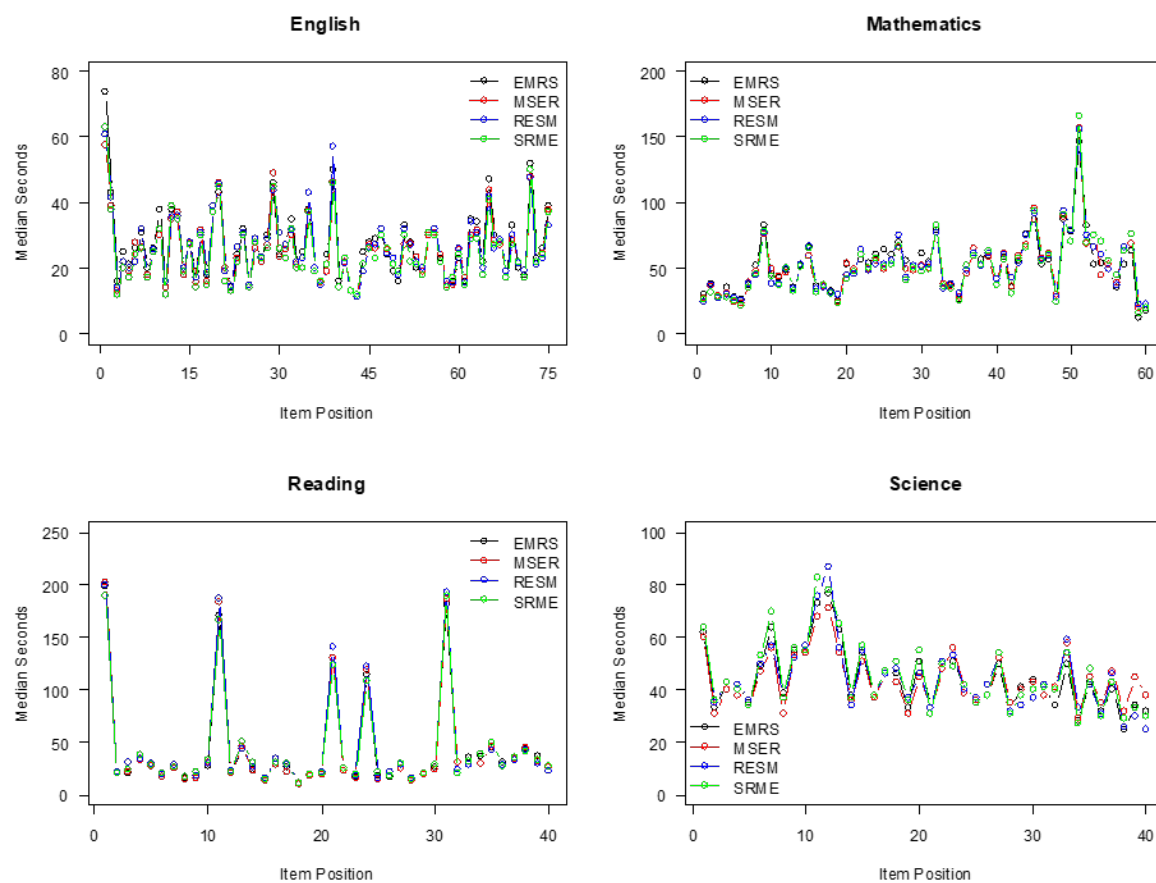 English
Median Seconds
80
60
40
20
0
EMRS
MSER
RESM
SRME
0 15 30 45 60 75
Item Position
Mathematics
Median Seconds
200
150
100
50
0
EMRS
MSER
RESM
SRME
0 10 20 30 40 50 60
Item Position
Reading
Median Seconds
250
200
150
100
50
0
EMRS
MSER
RESM
SRME
0 10 20 30 40
Item Position
Science
Median Seconds
100
80
60
40
20
0
EMRS
MSER
RESM
SRME
0 10 20 30 40
Item Position